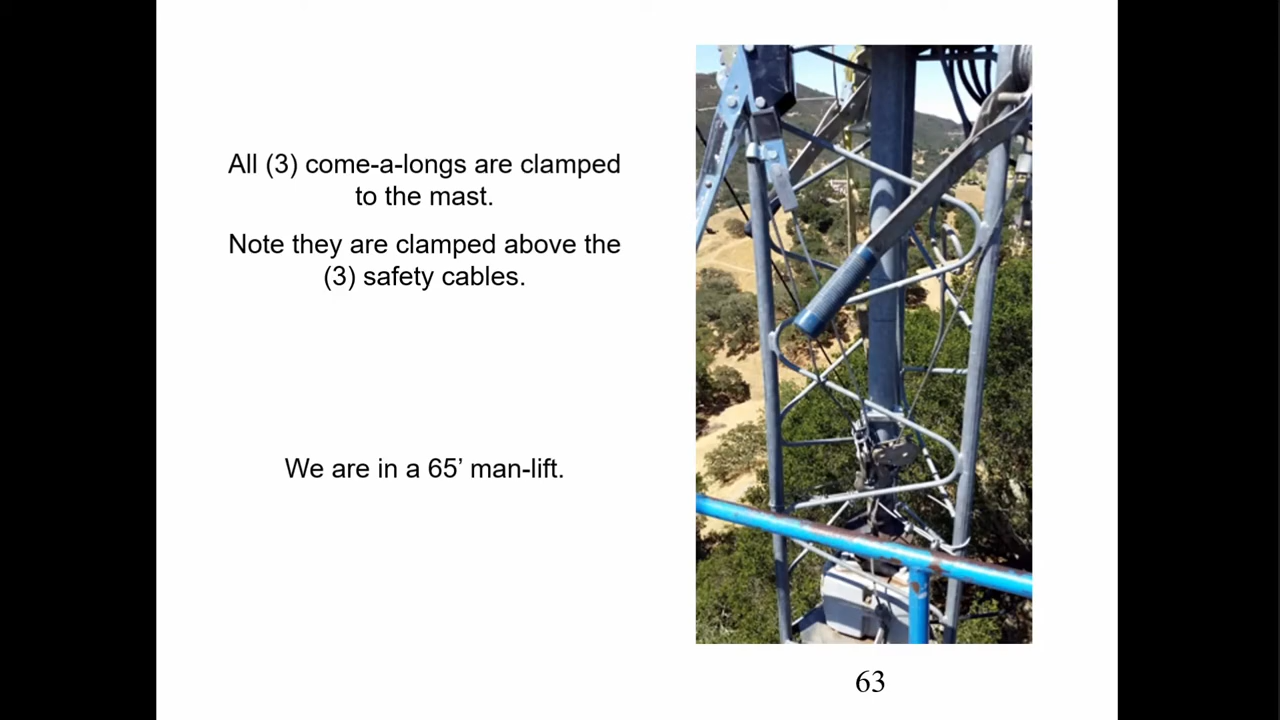 All (3) come-a-longs are clamped
to the mast.
Note they are clamped above the
(3) safety cables.
We are in a 65’ man-lift.
63